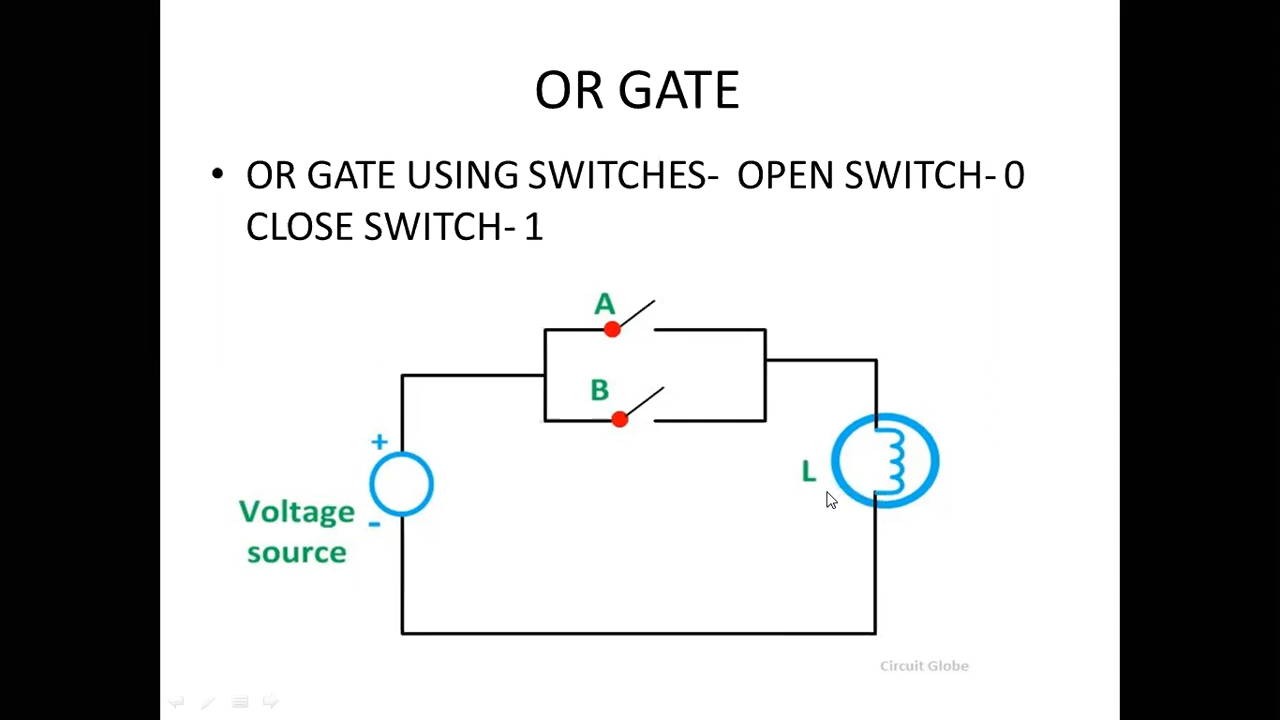 OR GATE
• OR GATE USING SWITCHES- OPEN SWITCH- 0
CLOSE SWITCH- 1
A
B
+
L
Voltage
-
source
Circuit Globe